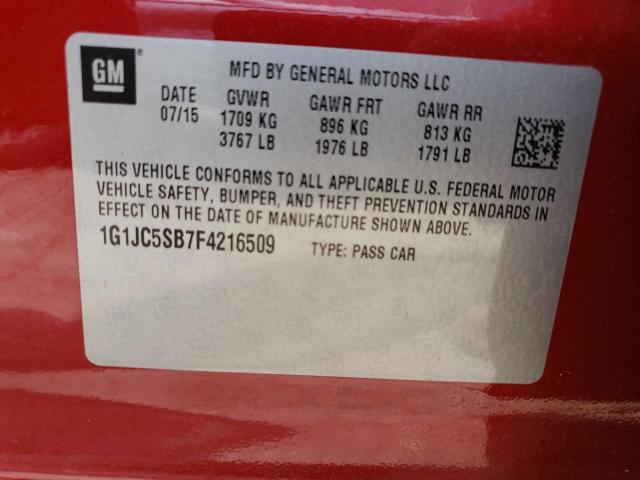 GM ®
MFD BY GENERAL MOTORS LLC
DATE GVWR GAWR FRT GAWR RR
07/15 1709 KG 896 KG 813 KG
3767 LB 1976 LB 1791 LB
THIS VEHICLE CONFORMS TO ALL APPLICABLE U.S. FEDERAL MOTOR
VEHICLE SAFETY, BUMPER, AND THEFT PREVENTION STANDARDS IN
EFFECT ON THE DATE OF MANUFACTURE SHOWN ABOVE.
1G1JC5SB7F4216509 TYPE: PASS CAR